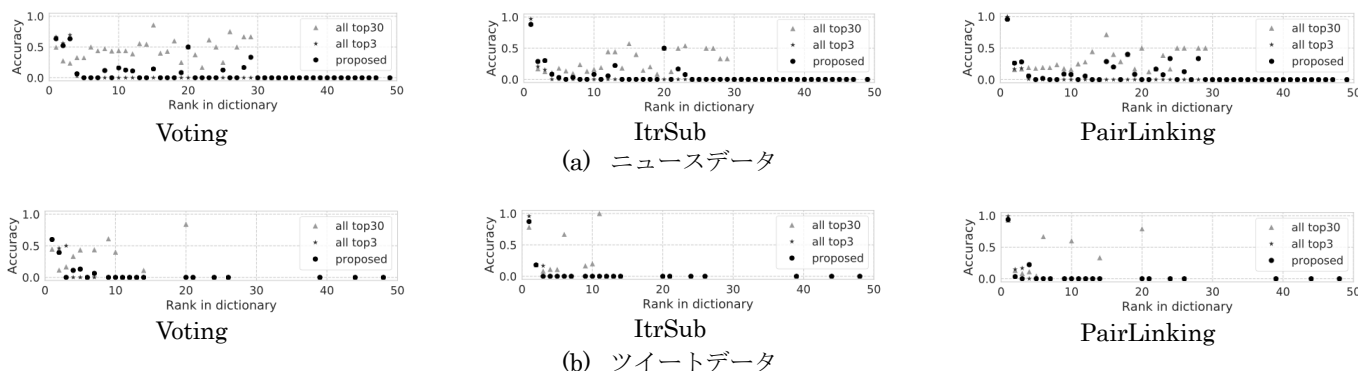 1.0
0.5
0.0
Accuracy
all top30
all top3
proposed
0 10 20 30 40 50
Rank in dictionary
Voting
1.0
0.5
0.0
Accuracy
all top30
all top3
proposed
0 10 20 30 40 50
Rank in dictionary
ItrSub
1.0
0.5
0.0
Accuracy
all top30
all top3
proposed
0 10 20 30 40 50
Rank in dictionary
PairLinking
(a) ニュースデータ
1.0
0.5
0.0
Accuracy
all top30
all top3
proposed
0 10 20 30 40 50
Rank in dictionary
Voting
1.0
0.5
0.0
Accuracy
all top30
all top3
proposed
0 10 20 30 40 50
Rank in dictionary
ItrSub
1.0
0.5
0.0
Accuracy
all top30
all top3
proposed
0 10 20 30 40 50
Rank in dictionary
PairLinking
(b) ツイートデータ